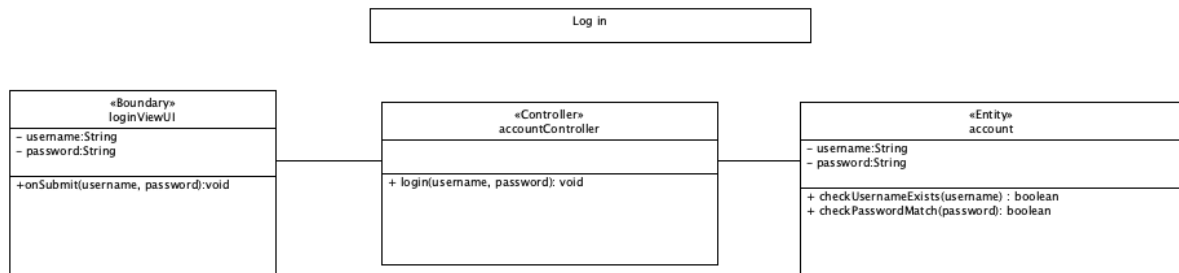 Log in
«Boundary»
loginViewUI
– username:String
– password:String
+onSubmit(username, password):void
«Controller»
accountController
+ login(username, password): void
«Entity»
account
– username:String
– password:String
+ checkUsernameExists(username) : boolean
+ checkPasswordMatch(password): boolean